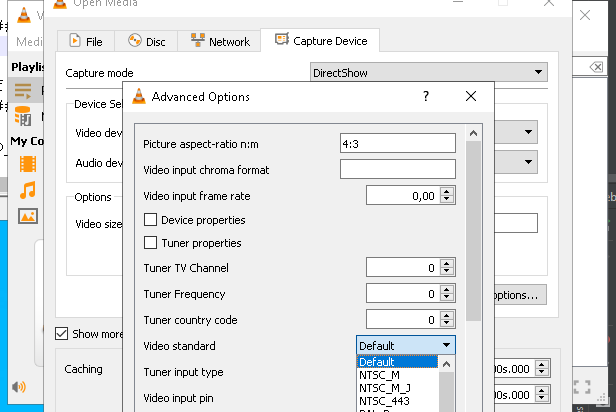 Open Media
V
Medi
File
Disc
Network
Capture Device
Playlis
Capture mode
DirectShow
Advanced Options
?
Device Sel
Video dev
Audio dev
My Co
Options
Video size
Picture aspect-ratio n:m
4:3
Video input chroma format
Video input frame rate
0,00
Device properties
Tuner properties
Tuner TV Channel
0
Tuner Frequency
0
options...
Tuner country code
0
Show more
Video standard
Default
Default
Caching
Tuner input type
NTSC_M
00s.000
NTSC_M_J
Video input pin
NTSC_443
00s.000